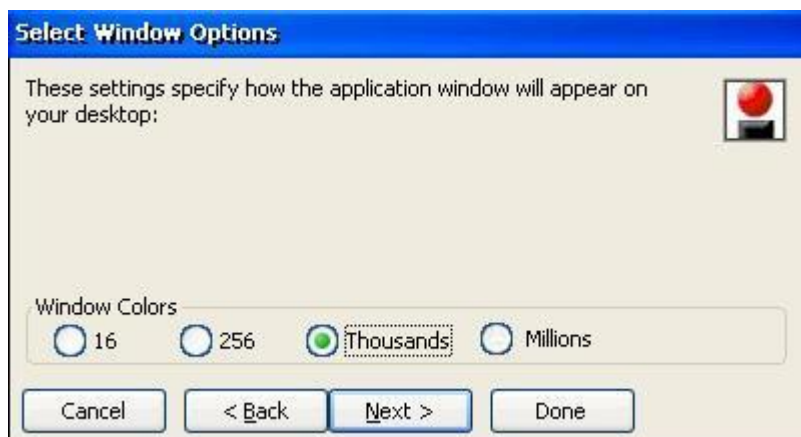 Select Window Options
These settings specify how the application window will appear on
your desktop:
Window Colors
16 256 Thousands Millions
Cancel < Back Next > Done